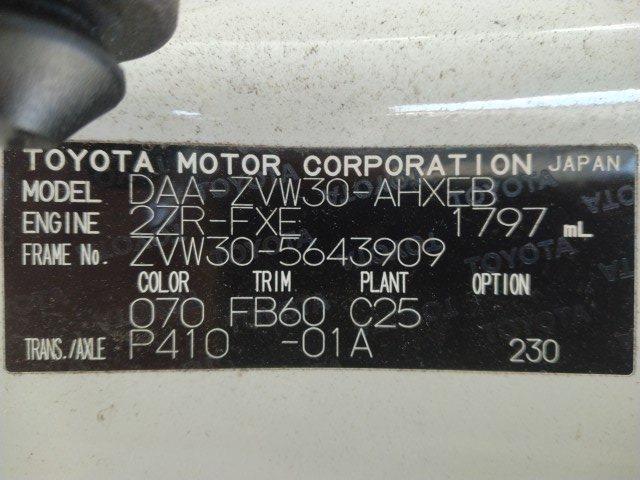 TOYOTA MOTOR CORPORATION JAPAN
MODEL DAA-ZVW30-AHXEB
ENGINE 2ZR-FXE 1797 mL
FRAME No. ZVW30-5643909
COLOR TRIM PLANT OPTION
070 FB60 C25
TRANS./AXLE P410 -01A 230